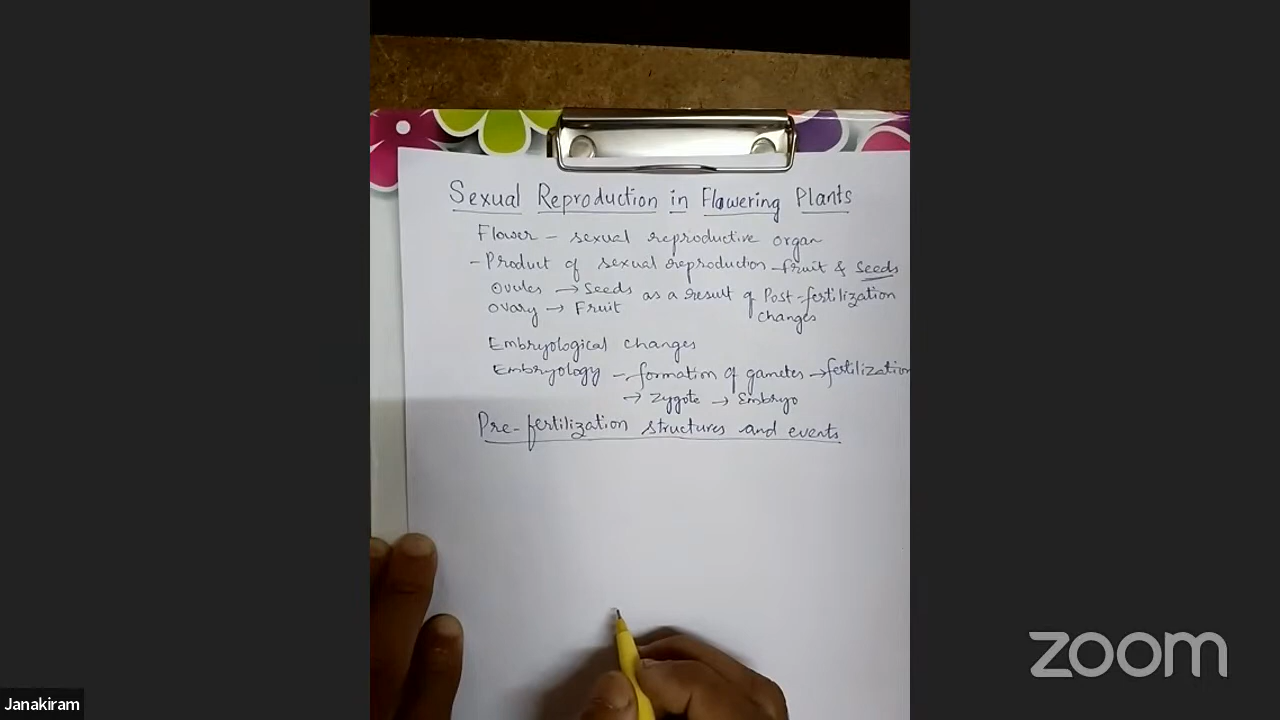 Sexual Reproduction in Flowering Plants
Flower - sexual reproductive organ
- Product of sexual reproduction - fruit & seeds
Ovules → Seeds as a result of Post-fertilization
Ovary → Fruit changes
Embryological changes
Embryology - formation of gametes → fertilization
→ Zygote → Embryo
Pre-fertilization structures and events
zoom
Janakiram